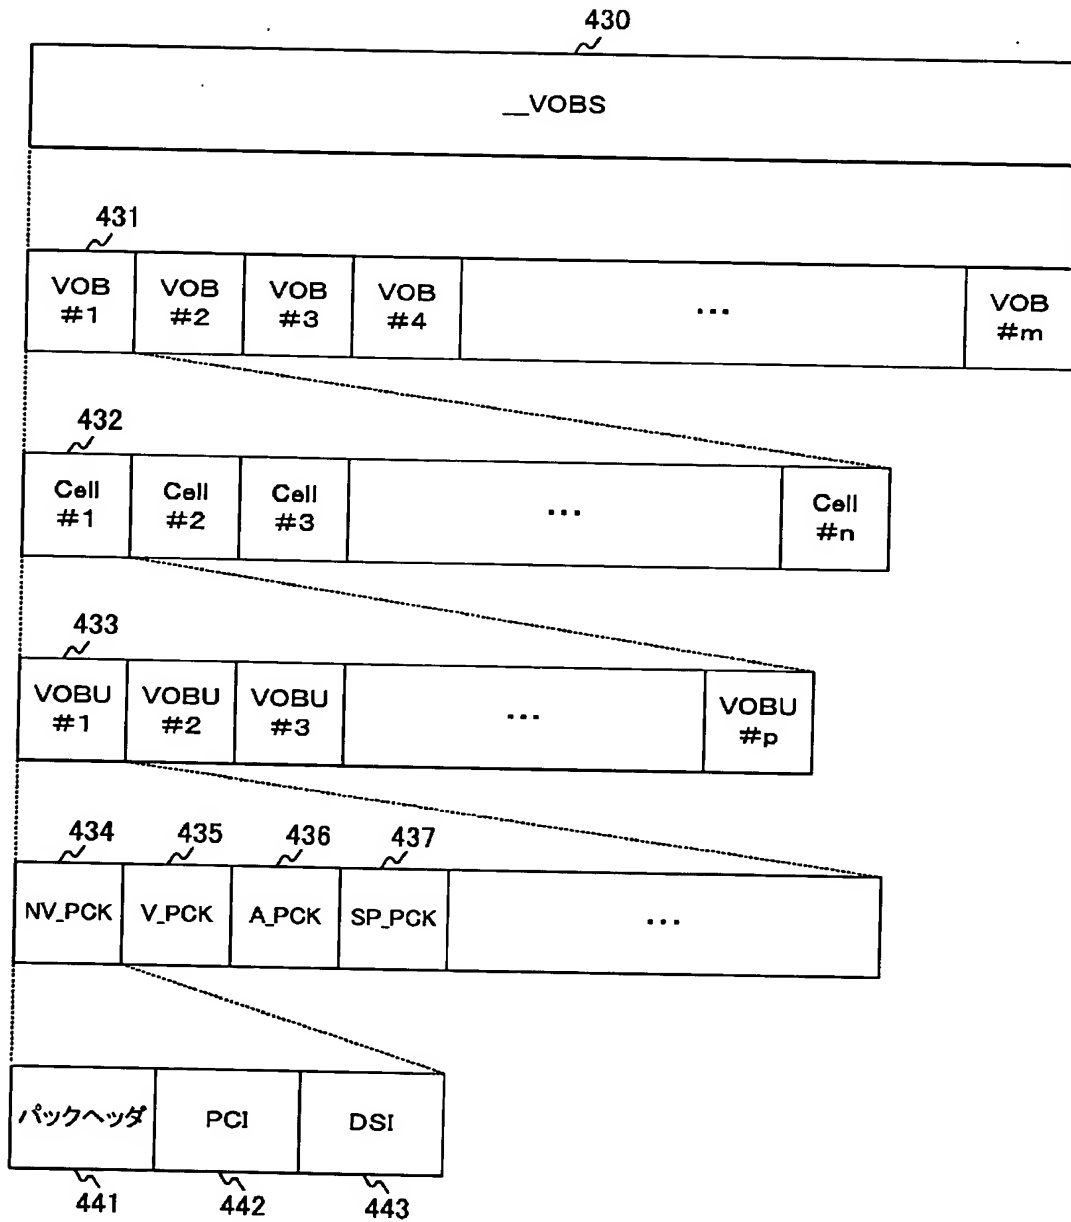 430
__VOBS
431
VOB #1
VOB #2
VOB #3
VOB #4
...
VOB #m
432
Cell #1
Cell #2
Cell #3
...
Cell #n
433
VOBU #1
VOBU #2
VOBU #3
...
VOBU #p
434 435 436 437
NV_PCK V_PCK A_PCK SP_PCK ...
パックヘッダ PCI DSI
441 442 443